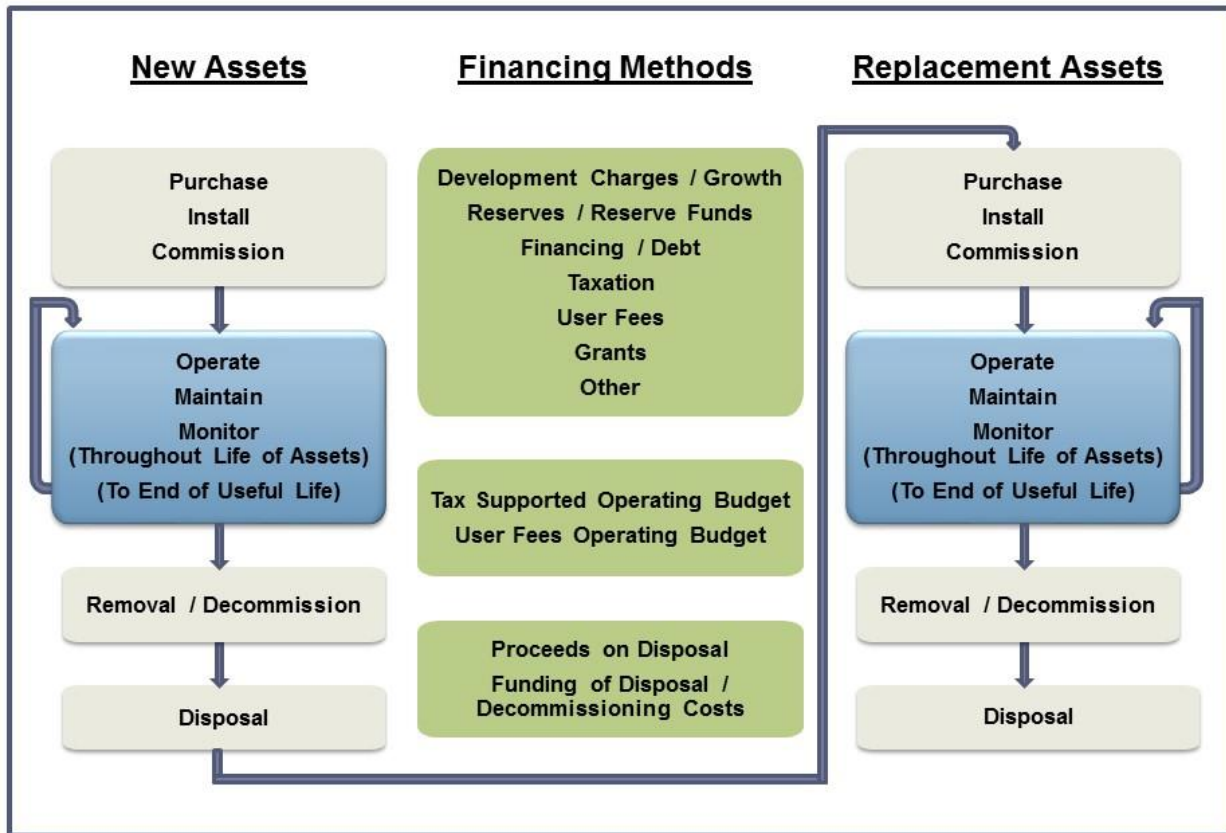 New Assets
Purchase
Install
Commission
Operate
Maintain
Monitor
(Throughout Life of Assets)
(To End of Useful Life)
Removal / Decommission
Disposal
Financing Methods
Development Charges / Growth
Reserves / Reserve Funds
Financing / Debt
Taxation
User Fees
Grants
Other
Tax Supported Operating Budget
User Fees Operating Budget
Proceeds on Disposal
Funding of Disposal /
Decommissioning Costs
Replacement Assets
Purchase
Install
Commission
Operate
Maintain
Monitor
(Throughout Life of Assets)
(To End of Useful Life)
Removal / Decommission
Disposal